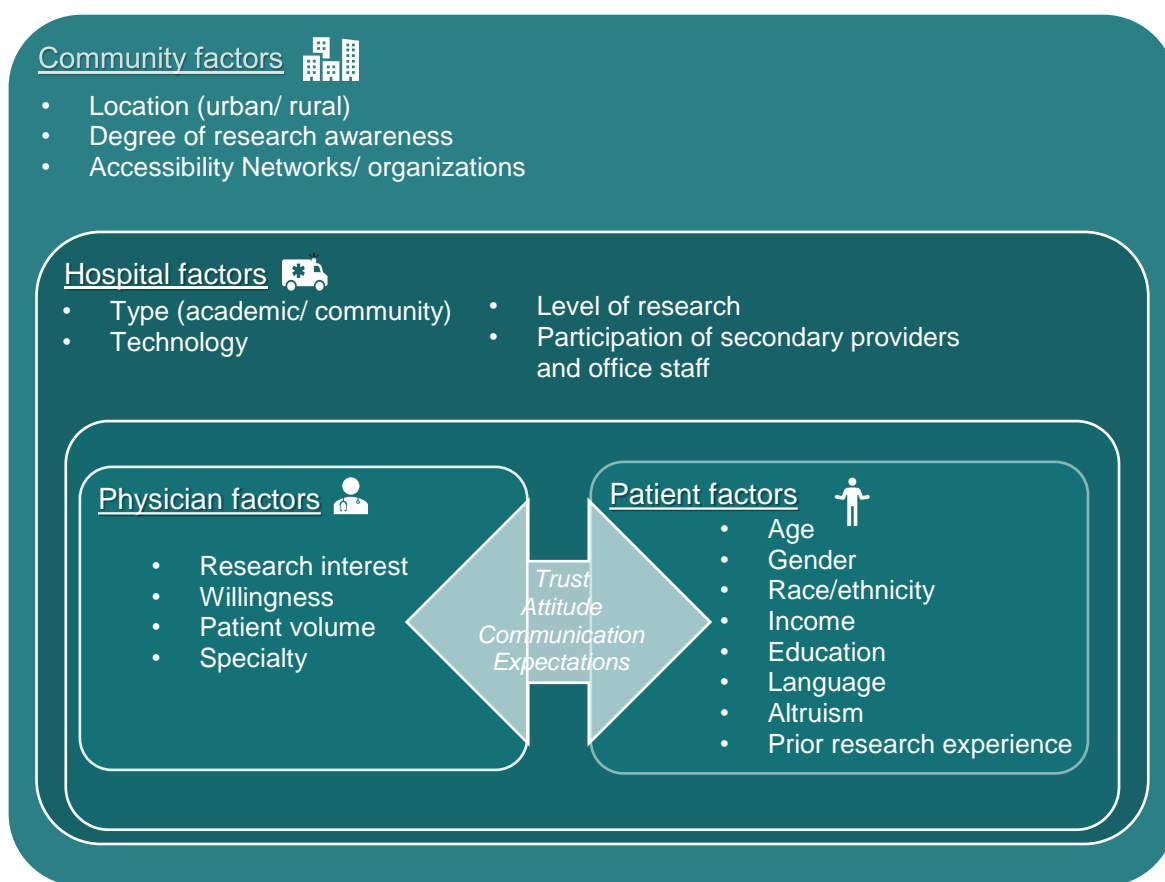 Community factors
• Location (urban/ rural)
• Degree of research awareness
• Accessibility Networks/ organizations
Hospital factors
• Type (academic/ community)
• Technology
• Level of research
• Participation of secondary providers
and office staff
Physician factors
• Research interest
• Willingness
• Patient volume
• Specialty
Trust
Attitude
Communication
Expectations
Patient factors
• Age
• Gender
• Race/ethnicity
• Income
• Education
• Language
• Altruism
• Prior research experience